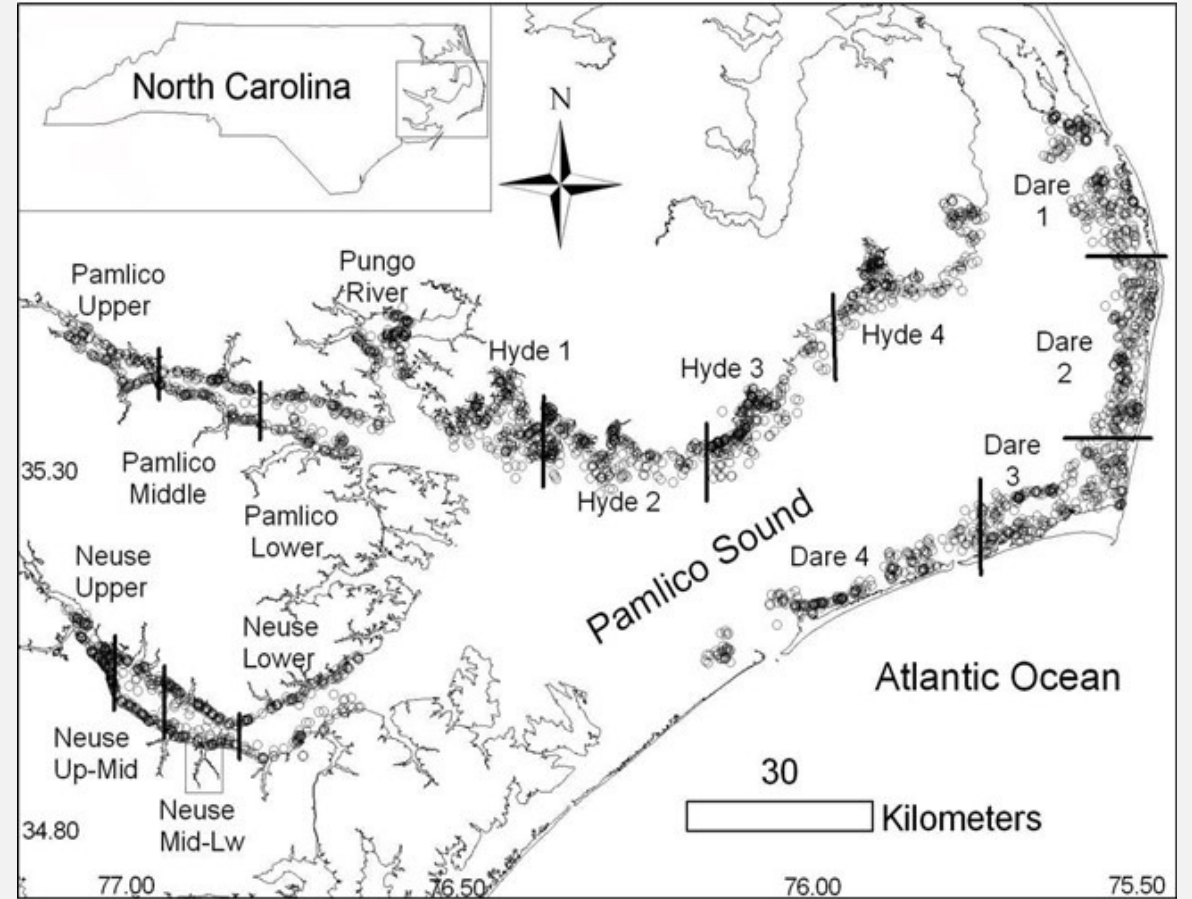 North Carolina
N
Dare
1
Pungo
River
Pamlico
Upper
Hyde 1
Hyde 4
Dare
2
Hyde 3
Dare
3
Pamlico
Middle
35.30
Hyde 2
Pamlico
Lower
Pamlico Sound
Dare 4
Neuse
Upper
Neuse
Lower
Atlantic Ocean
Neuse
Up-Mid
Neuse
Mid-Lw
30
Kilometers
34.80
77.00
76.50
76.00
75.50